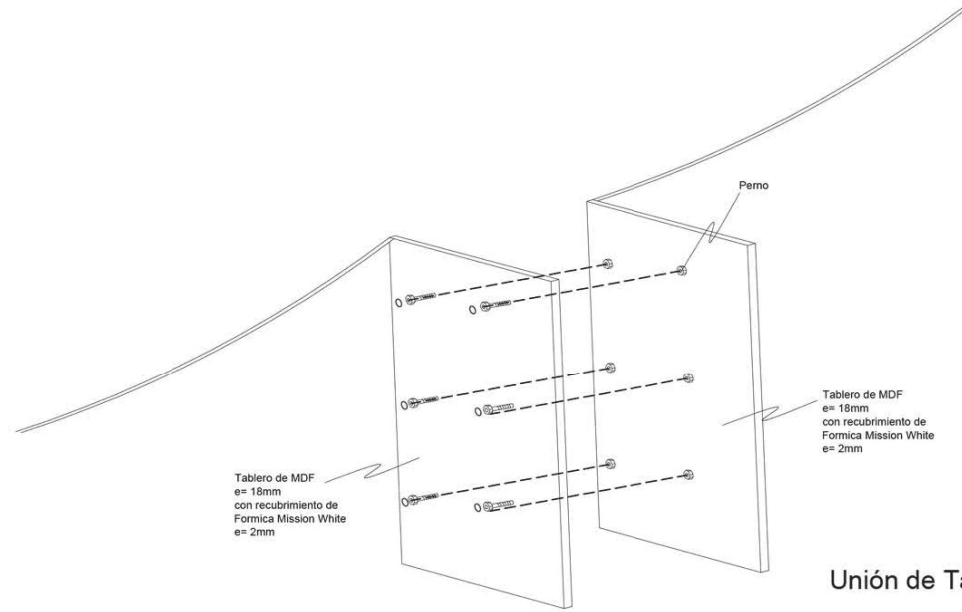 Perno
Tablero de MDF
e= 18mm
con recubrimiento de
Formica Mission White
e= 2mm
Tablero de MDF
e= 18mm
con recubrimiento de
Formica Mission White
e= 2mm
Unión de